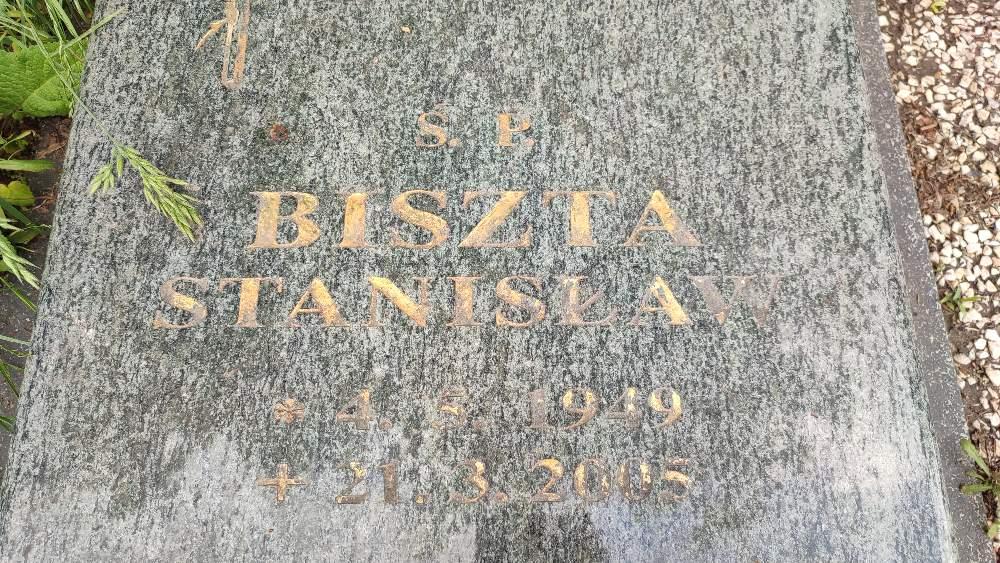 Ś. P.
BISZTA
STANISŁAW
* 4. 5. 1949
+ 21. 3. 2005